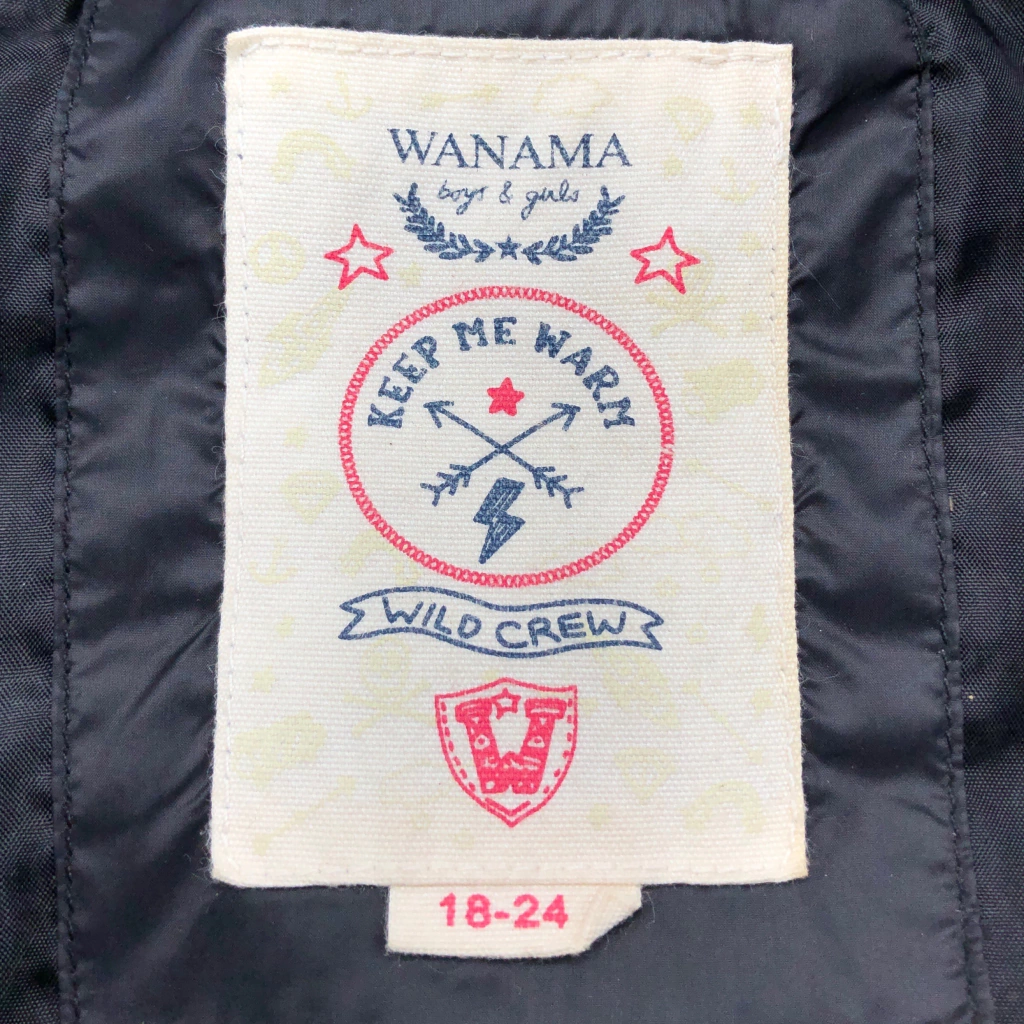 WANAMA
boys & girls
KEEP ME WARM
WILD CREW
W
18-24